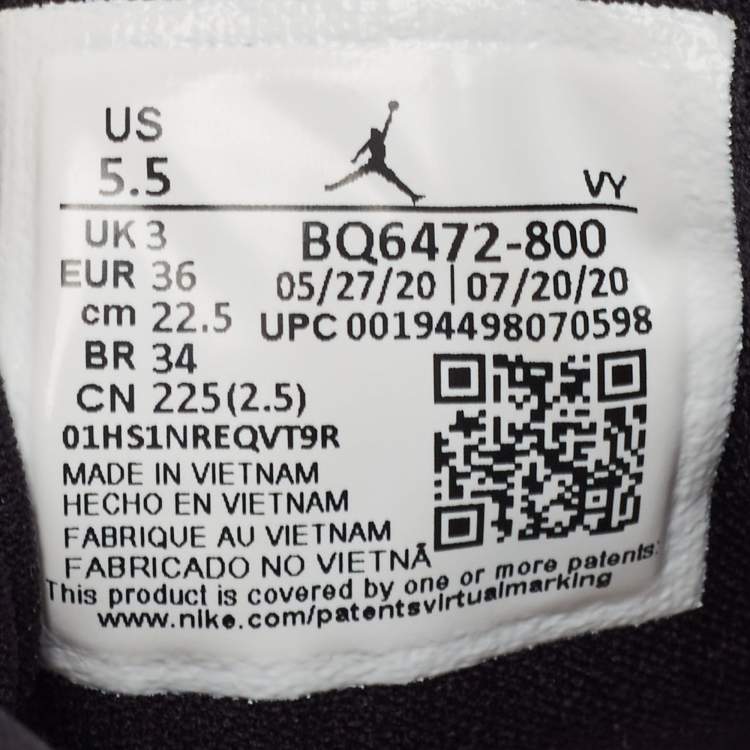 US
5.5
VY
UK 3
EUR 36
cm 22.5
BR 34
CN 225(2.5)
BQ6472-800
05/27/20 | 07/20/20
UPC 00194498070598
01HS1NREQVT9R
MADE IN VIETNAM
HECHO EN VIETNAM
FABRIQUE AU VIETNAM
FABRICADO NO VIETNÃ
This product is covered by one or more patents:
www.nike.com/patentsvirtualmarking